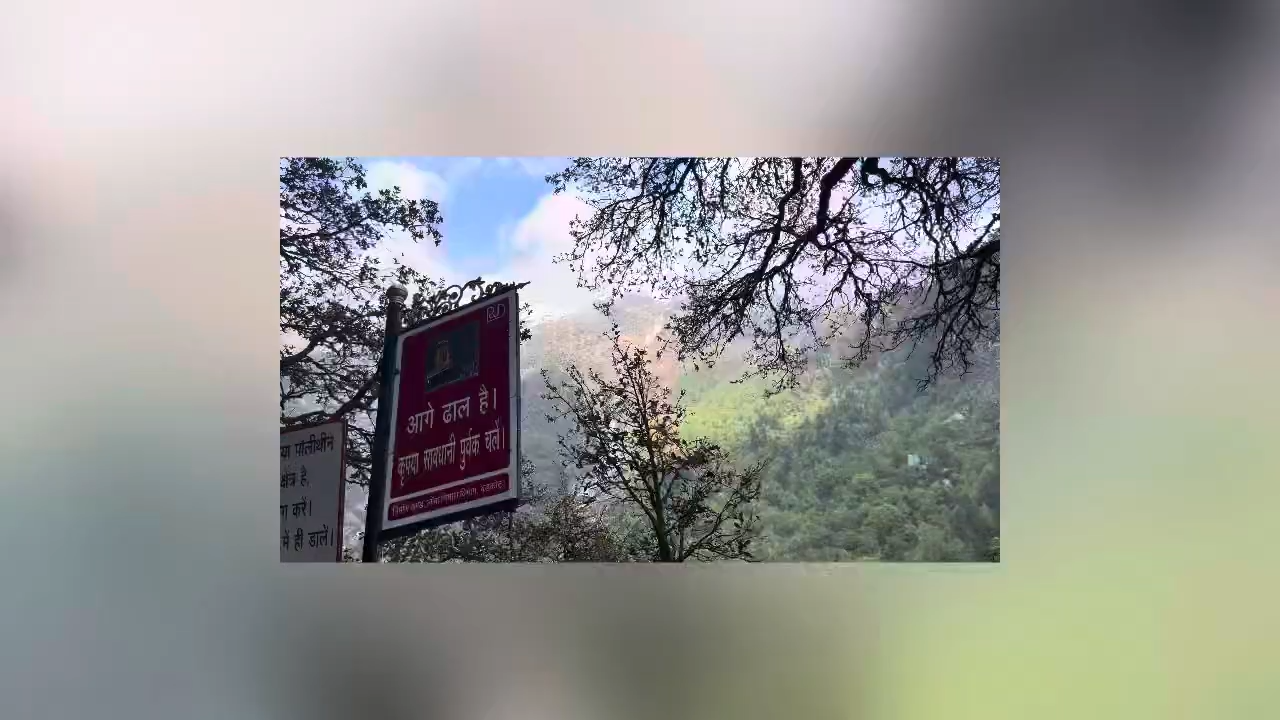 आगे ढाल है।
कृपया सावधानी पुर्वक चलें।
या पॉलीथीन
क्षेत्र है,
करें।
में ही डालें।